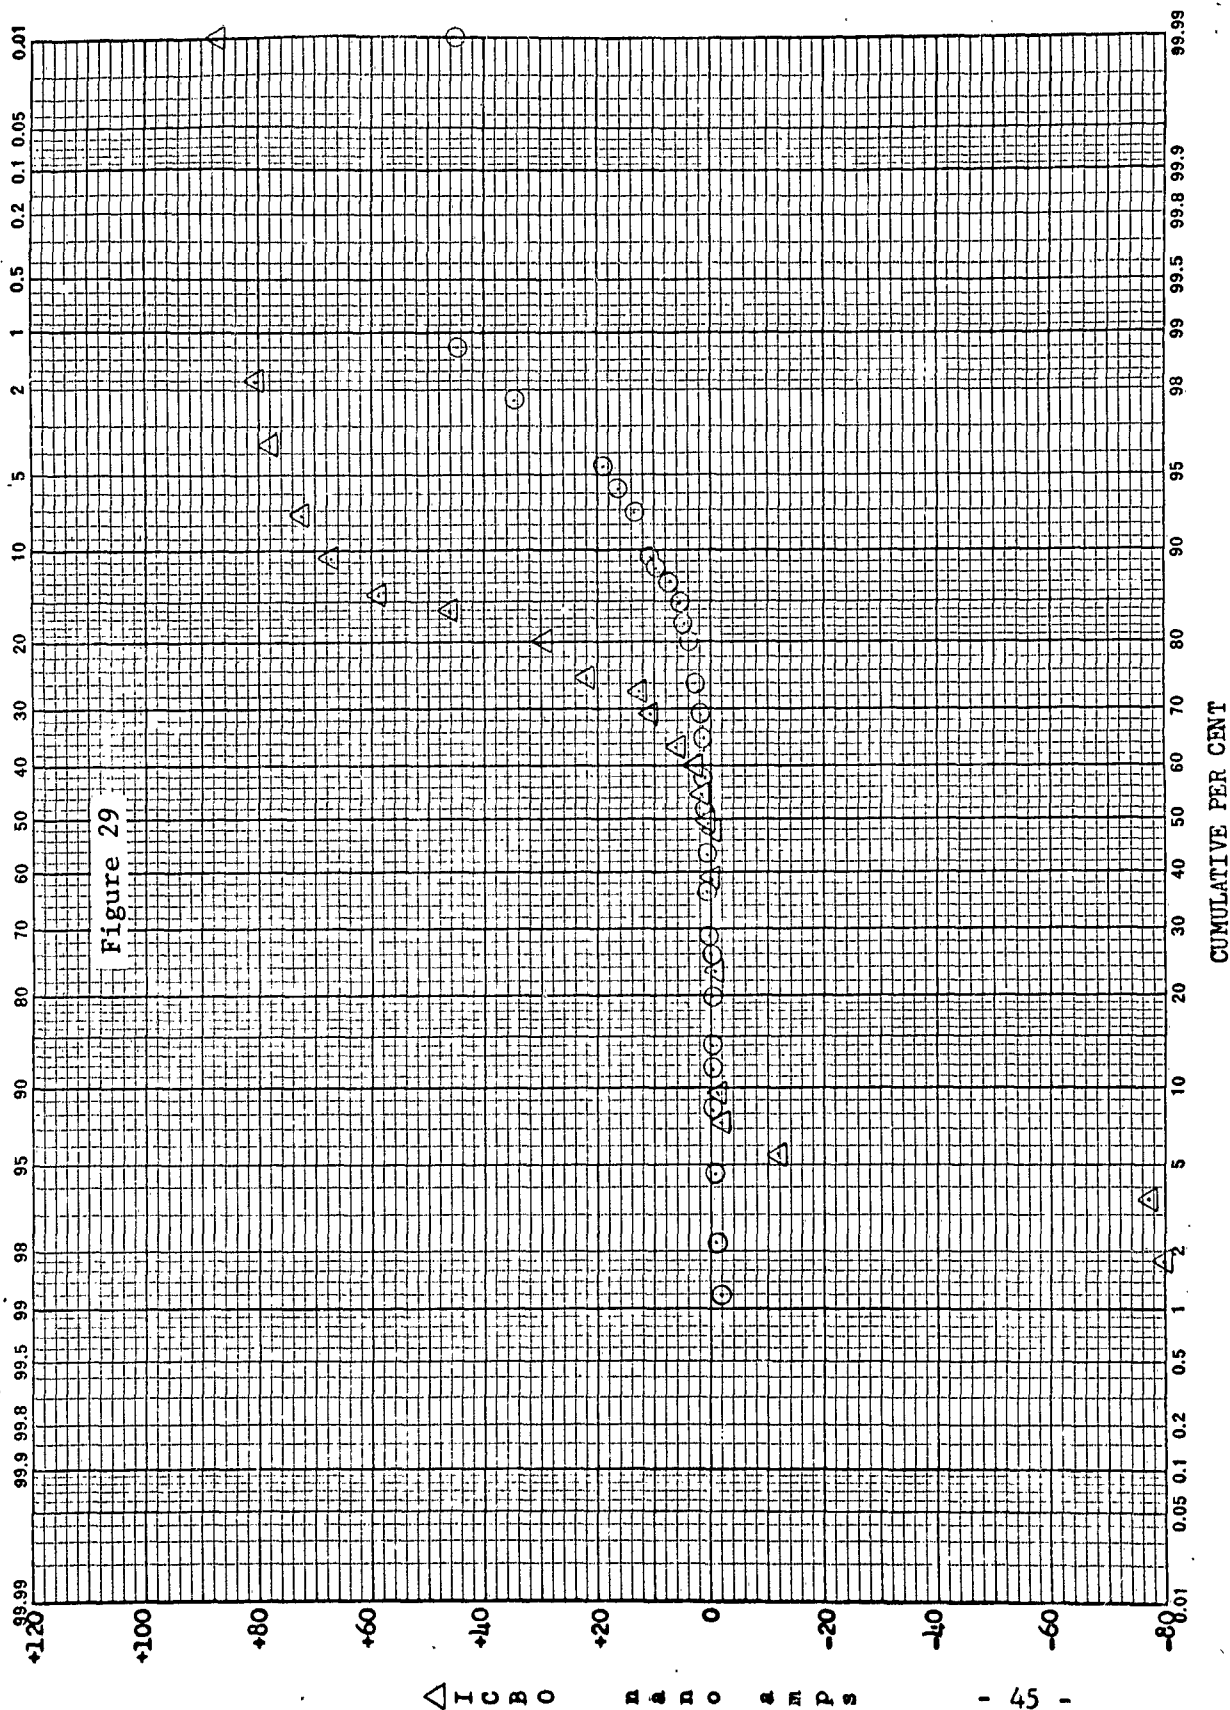 99.99 99.9 99.8 99.5 99 98 95 90 80 70 60 50 40 30 20 10 5 2 1 0.5 0.2 0.1 0.05 0.01
Figure 29
+120
+100
+80
+60
+40
+20
0
-20
-40
-60
-80
△ICBO nano amps
0.01 0.05 0.1 0.2 0.5 1 2 5 10 20 30 40 50 60 70 80 90 95 98 99 99.5 99.8 99.9 99.99
CUMULATIVE PER CENT
- 45 -